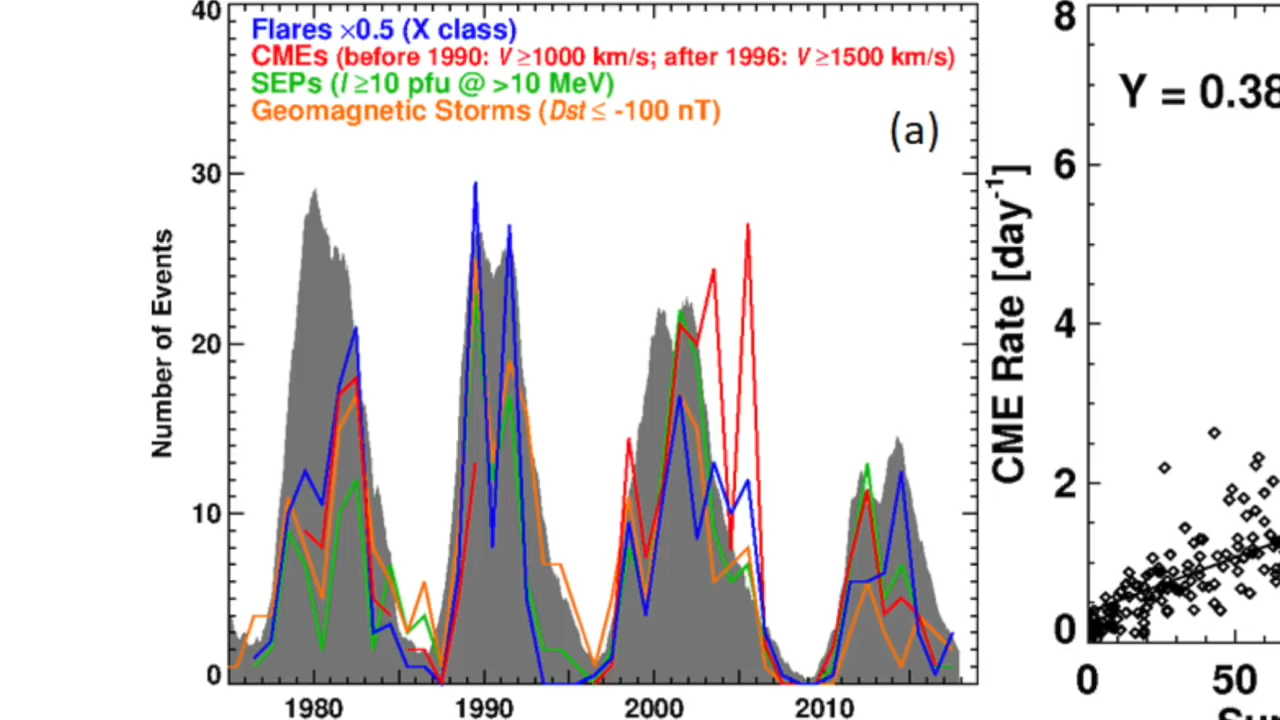 Flares ×0.5 (X class)
CMEs (before 1990: V ≥1000 km/s; after 1996: V ≥1500 km/s)
SEPs (I ≥10 pfu @ >10 MeV)
Geomagnetic Storms (Dst ≤ -100 nT)
(a)
Number of Events
40
30
20
10
0
1980 1990 2000 2010
Y = 0.38
CME Rate [day⁻¹]
8
6
4
2
0
0 50